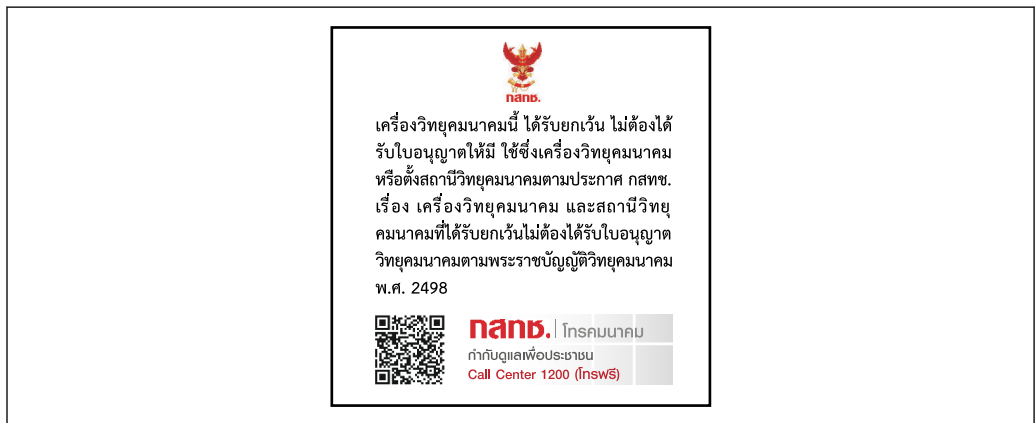 กสทช.
เครื่องวิทยุคมนาคมนี้ ได้รับยกเว้น ไม่ต้องได้
รับใบอนุญาตให้มี ใช้ซึ่งเครื่องวิทยุคมนาคม
หรือตั้งสถานีวิทยุคมนาคมตามประกาศ กสทช.
เรื่อง เครื่องวิทยุคมนาคม และสถานีวิทยุ
คมนาคมที่ได้รับยกเว้นไม่ต้องได้รับใบอนุญาต
วิทยุคมนาคมตามพระราชบัญญัติวิทยุคมนาคม
พ.ศ. 2498
กสทช. โทรคมนาคม
กำกับดูแลเพื่อประชาชน
Call Center 1200 (โทรฟรี)